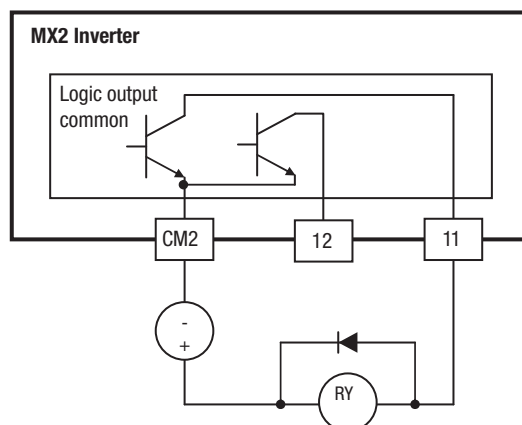 MX2 Inverter
Logic output
common
CM2
12
11
-
+
RY